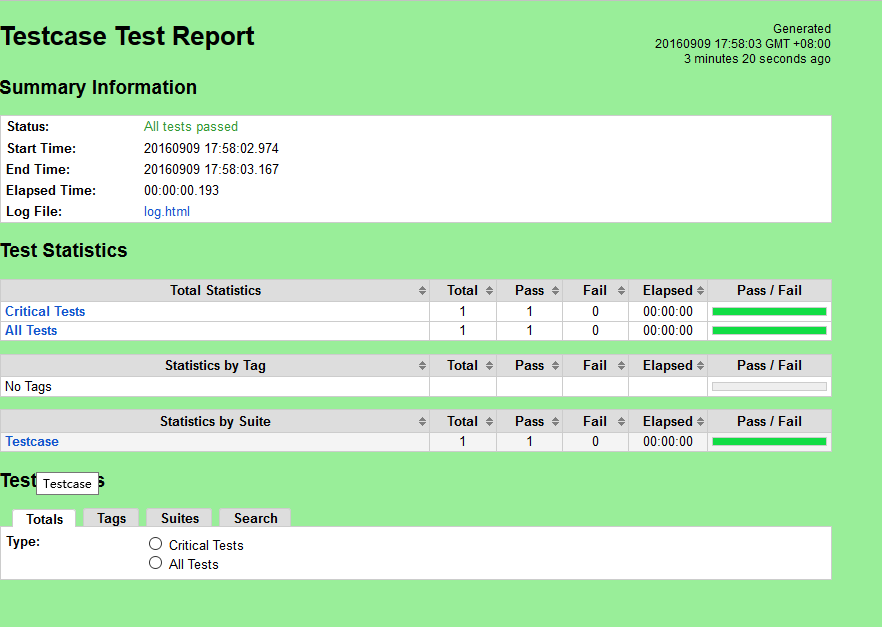 Testcase Test Report
Generated
20160909 17:58:03 GMT +08:00
3 minutes 20 seconds ago
Summary Information
Status: All tests passed
Start Time: 20160909 17:58:02.974
End Time: 20160909 17:58:03.167
Elapsed Time: 00:00:00.193
Log File: log.html
Test Statistics
Total Statistics Total Pass Fail Elapsed Pass / Fail
Critical Tests 1 1 0 00:00:00
All Tests 1 1 0 00:00:00
Statistics by Tag Total Pass Fail Elapsed Pass / Fail
No Tags
Statistics by Suite Total Pass Fail Elapsed Pass / Fail
Testcase 1 1 0 00:00:00
Test
Testcase
Totals Tags Suites Search
Type: Critical Tests
All Tests